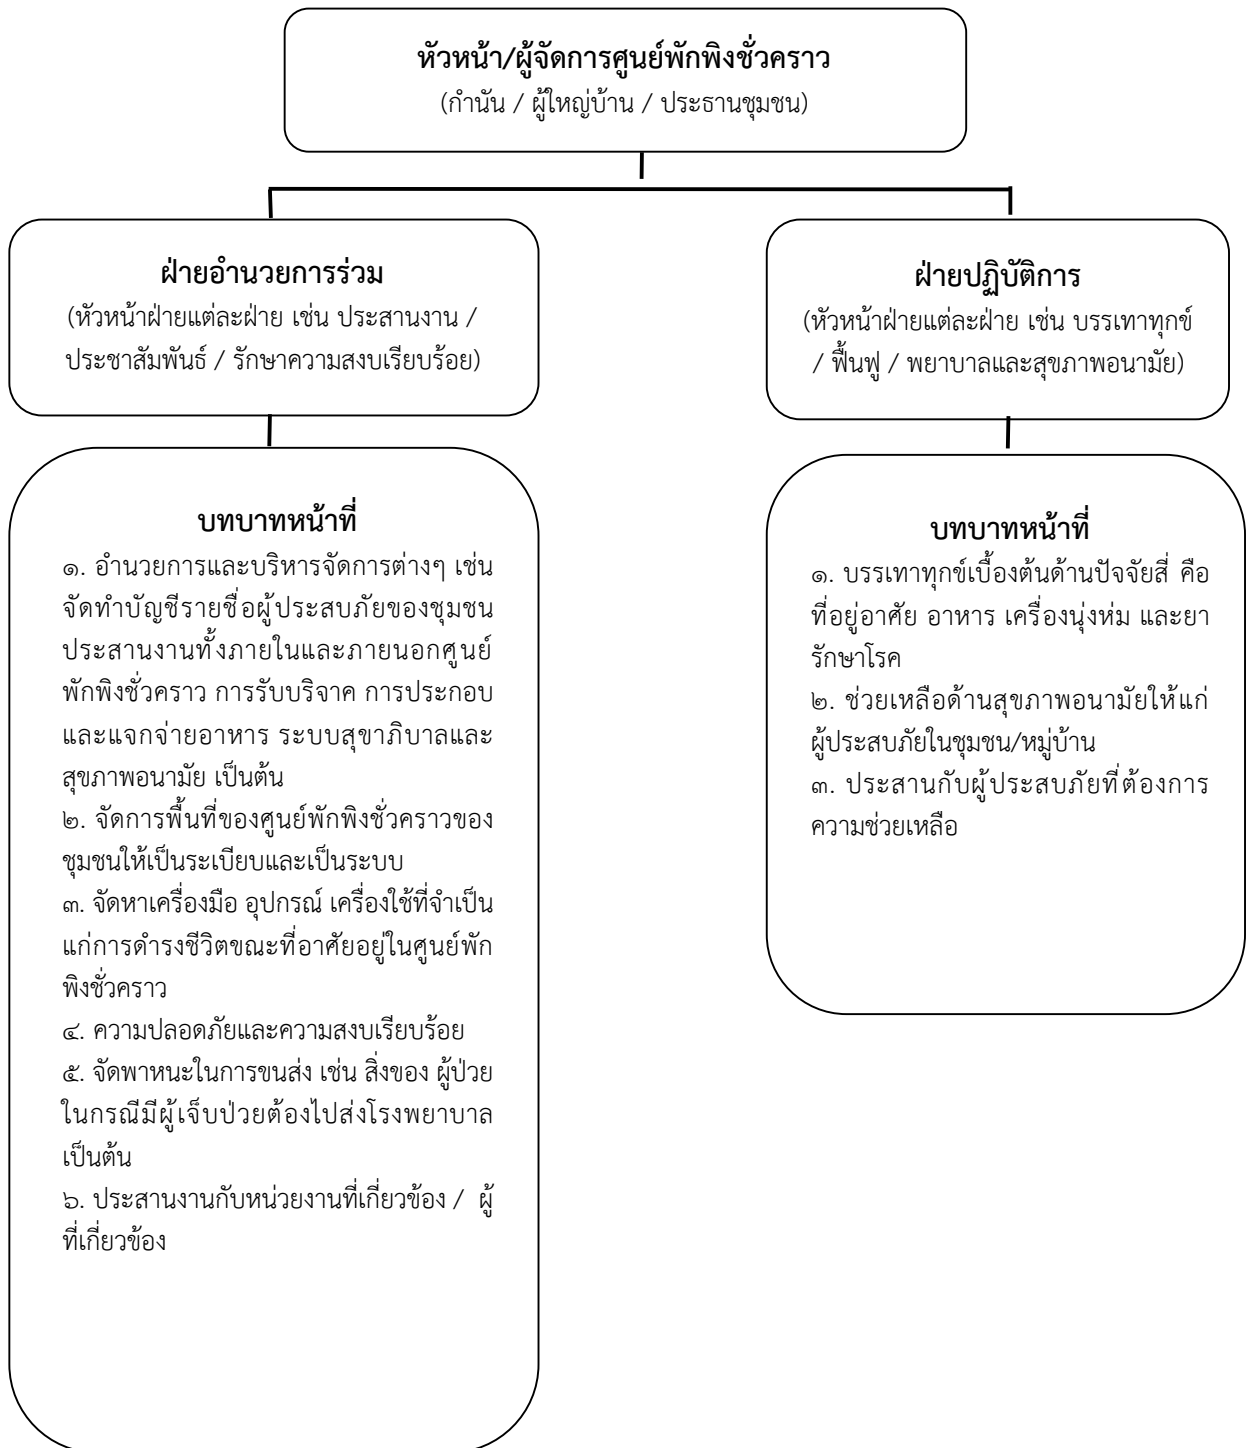 หัวหน้า/ผู้จัดการศูนย์พักพิงชั่วคราว
(กำนัน / ผู้ใหญ่บ้าน / ประธานชุมชน)
ฝ่ายอำนวยการร่วม
(หัวหน้าฝ่ายแต่ละฝ่าย เช่น ประสานงาน /
ประชาสัมพันธ์ / รักษาความสงบเรียบร้อย)
ฝ่ายปฏิบัติการ
(หัวหน้าฝ่ายแต่ละฝ่าย เช่น บรรเทาทุกข์
/ ฟื้นฟู / พยาบาลและสุขภาพอนามัย)
บทบาทหน้าที่
๑. อำนวยการและบริหารจัดการต่างๆ เช่น
จัดทำบัญชีรายชื่อผู้ประสบภัยของชุมชน
ประสานงานทั้งภายในและภายนอกศูนย์
พักพิงชั่วคราว การรับบริจาค การประกอบ
และแจกจ่ายอาหาร ระบบสุขาภิบาลและ
สุขภาพอนามัย เป็นต้น
๒. จัดการพื้นที่ของศูนย์พักพิงชั่วคราวของ
ชุมชนให้เป็นระเบียบและเป็นระบบ
๓. จัดหาเครื่องมือ อุปกรณ์ เครื่องใช้ที่จำเป็น
แก่การดำรงชีวิตขณะที่อาศัยอยู่ในศูนย์พัก
พิงชั่วคราว
๔. ความปลอดภัยและความสงบเรียบร้อย
๕. จัดพาหนะในการขนส่ง เช่น สิ่งของ ผู้ป่วย
ในกรณีมีผู้เจ็บป่วยต้องไปส่งโรงพยาบาล
เป็นต้น
๖. ประสานงานกับหน่วยงานที่เกี่ยวข้อง / ผู้
ที่เกี่ยวข้อง
บทบาทหน้าที่
๑. บรรเทาทุกข์เบื้องต้นด้านปัจจัยสี่ คือ
ที่อยู่อาศัย อาหาร เครื่องนุ่งห่ม และยา
รักษาโรค
๒. ช่วยเหลือด้านสุขภาพอนามัยให้แก่
ผู้ประสบภัยในชุมชน/หมู่บ้าน
๓. ประสานกับผู้ประสบภัยที่ต้องการ
ความช่วยเหลือ